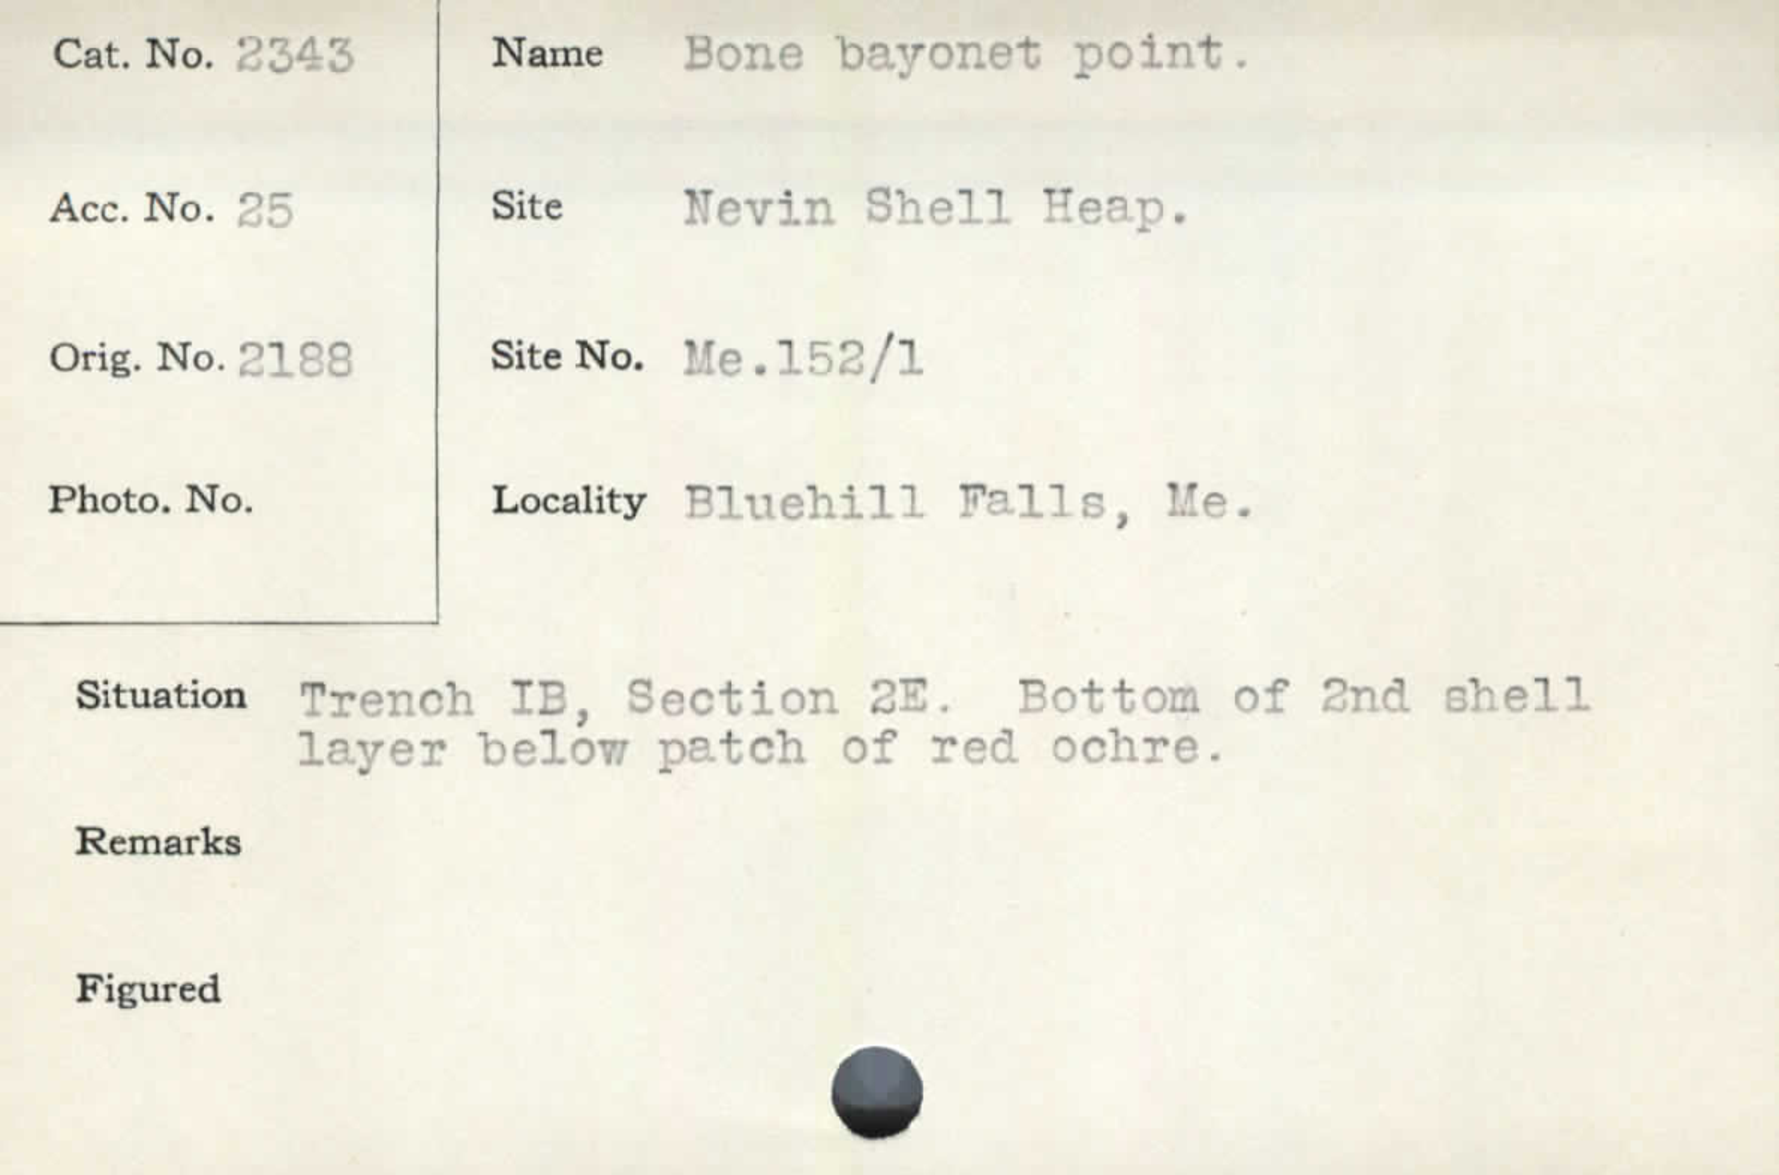 Cat. No. 2343
Acc. No. 25
Orig. No. 2188
Photo. No.
Name Bone bayonet point.
Site Nevin Shell Heap.
Site No. Me.152/1
Locality Bluehill Falls, Me.
Situation Trench IB, Section 2E. Bottom of 2nd shell
layer below patch of red ochre.
Remarks
Figured